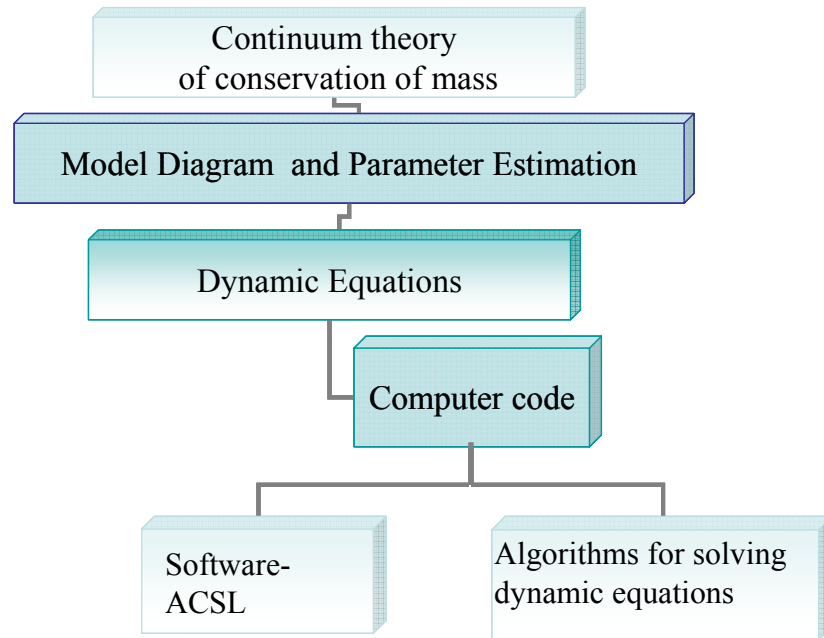 Continuum theory
of conservation of mass
Model Diagram and Parameter Estimation
Dynamic Equations
Computer code
Software-
ACSL
Algorithms for solving
dynamic equations